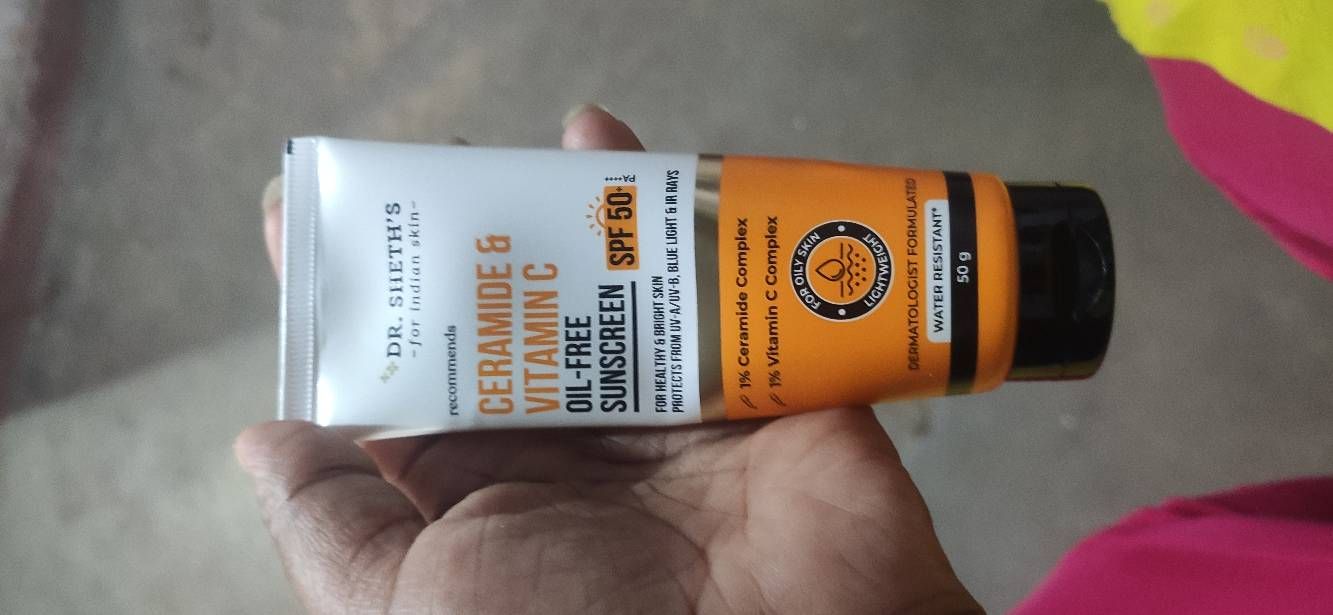 DR. SHETH'S
-for indian skin-
recommends
CERAMIDE &
VITAMIN C
OIL-FREE
SUNSCREEN
SPF 50+
PA++++
FOR HEALTHY & BRIGHT SKIN
PROTECTS FROM UV-A/UV-B, BLUE LIGHT & IR RAYS
1% Ceramide Complex
1% Vitamin C Complex
FOR OILY SKIN
LIGHTWEIGHT
DERMATOLOGIST FORMULATED
WATER RESISTANT*
50 g